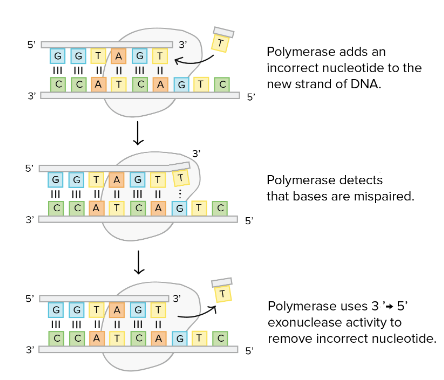 T
5' 3'
G G T A G T
Polymerase adds an
incorrect nucleotide to the
new strand of DNA.
C C A T C A G T C
3' 5'
3'
5'
G G T A G T T
Polymerase detects
that bases are mispaired.
C C A T C A G T C
3' 5'
T
5' 3'
G G T A G T
Polymerase uses 3 '→ 5'
exonuclease activity to
remove incorrect nucleotide.
C C A T C A G T C
3' 5'